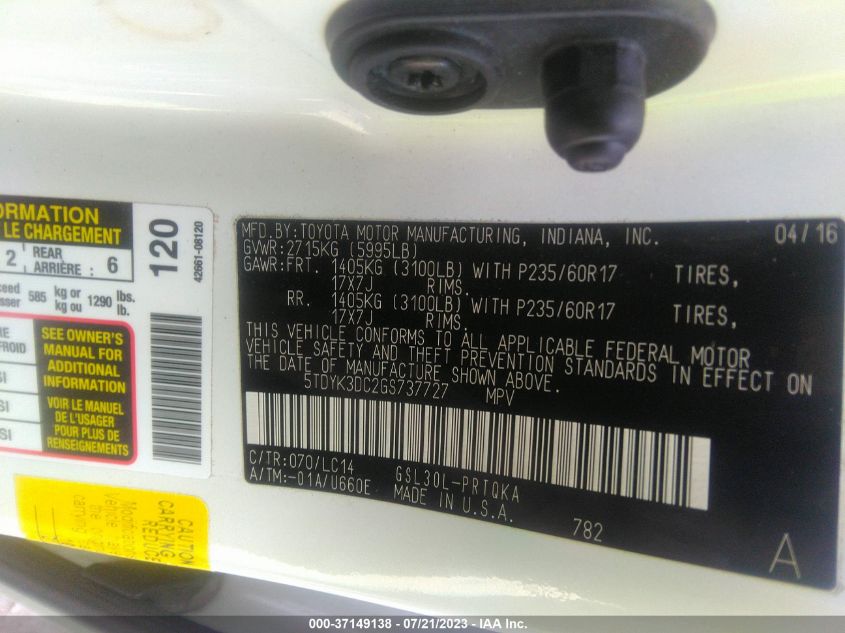 ORMATION
LE CHARGEMENT
2 REAR
ARRIÈRE : 6
120
42661-08120
585 kg or
kg ou 1290 lbs.
lb.
SEE OWNER'S
MANUAL FOR
ADDITIONAL
INFORMATION
VOIR LE MANUEL
DE L'USAGER
POUR PLUS DE
RENSEIGNEMENTS
CAUTION
CARRYING
MFD.BY:TOYOTA MOTOR MANUFACTURING, INDIANA, INC. 04/16
GVWR:2715KG (5995LB)
GAWR:FRT. 1405KG (3100LB) WITH P235/60R17 TIRES,
17X7J RIMS.
RR. 1405KG (3100LB) WITH P235/60R17 TIRES,
17X7J RIMS.
THIS VEHICLE CONFORMS TO ALL APPLICABLE FEDERAL MOTOR
VEHICLE SAFETY AND THEFT PREVENTION STANDARDS IN EFFECT ON
THE DATE OF MANUFACTURE SHOWN ABOVE.
5TDYK3DC2GS737727 MPV
C/TR:070/LC14 GSL30L-PRTQKA
A/TM:-01A/U660E MADE IN U.S.A.
782
A
000-37149138 - 07/21/2023 - IAA Inc.